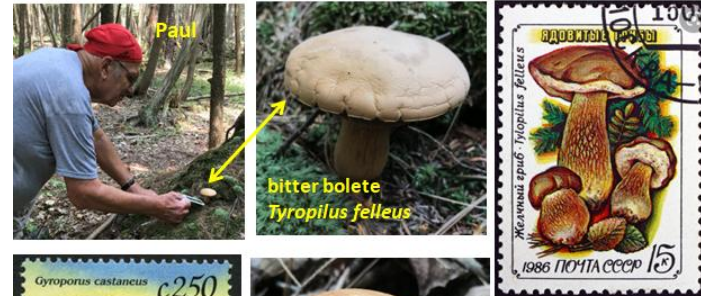 Paul
bitter bolete
Tyropilus felleus
ЯДОВИТЫЕ ГРИБЫ
Желчный гриб · Tylopilus felleus
1986 ПОЧТА СССР 15к
Gyroporus castaneus
c250